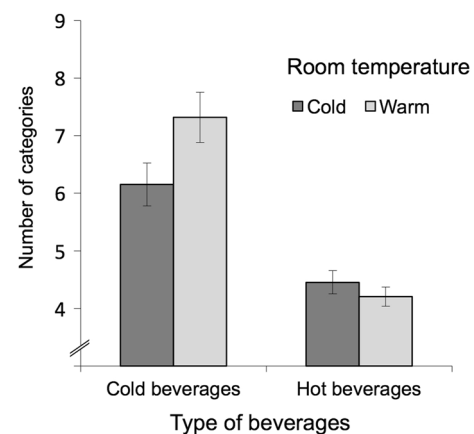 9
8
7
6
5
4
Number of categories
Room temperature
Cold Warm
Cold beverages Hot beverages
Type of beverages